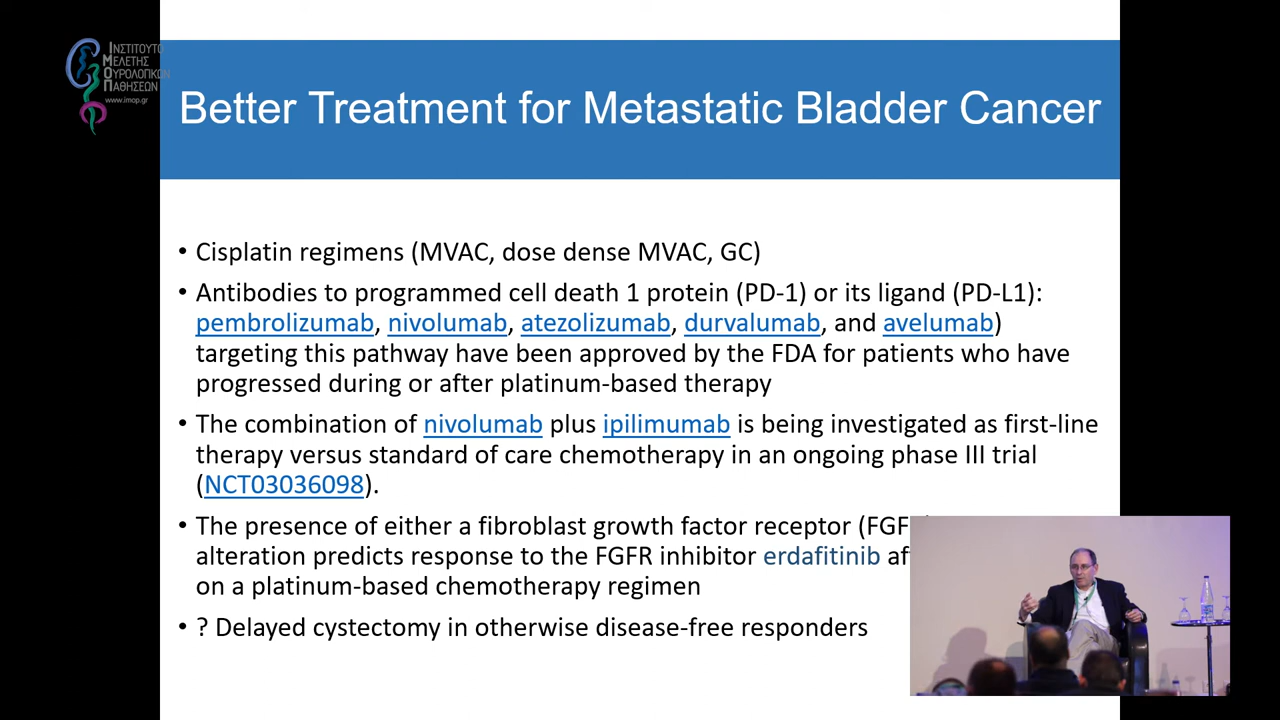 ΙΝΣΤΙΤΟΥΤΟ
ΜΕΛΕΤΗΣ
ΟΥΡΟΛΟΓΙΚΩΝ
ΠΑΘΗΣΕΩΝ
www.imop.gr
Better Treatment for Metastatic Bladder Cancer
• Cisplatin regimens (MVAC, dose dense MVAC, GC)
• Antibodies to programmed cell death 1 protein (PD-1) or its ligand (PD-L1):
pembrolizumab, nivolumab, atezolizumab, durvalumab, and avelumab)
targeting this pathway have been approved by the FDA for patients who have
progressed during or after platinum-based therapy
• The combination of nivolumab plus ipilimumab is being investigated as first-line
therapy versus standard of care chemotherapy in an ongoing phase III trial
(NCT03036098).
• The presence of either a fibroblast growth factor receptor
alteration predicts response to the FGFR inhibitor erdafitinib
on a platinum-based chemotherapy regimen
• ? Delayed cystectomy in otherwise disease-free responders